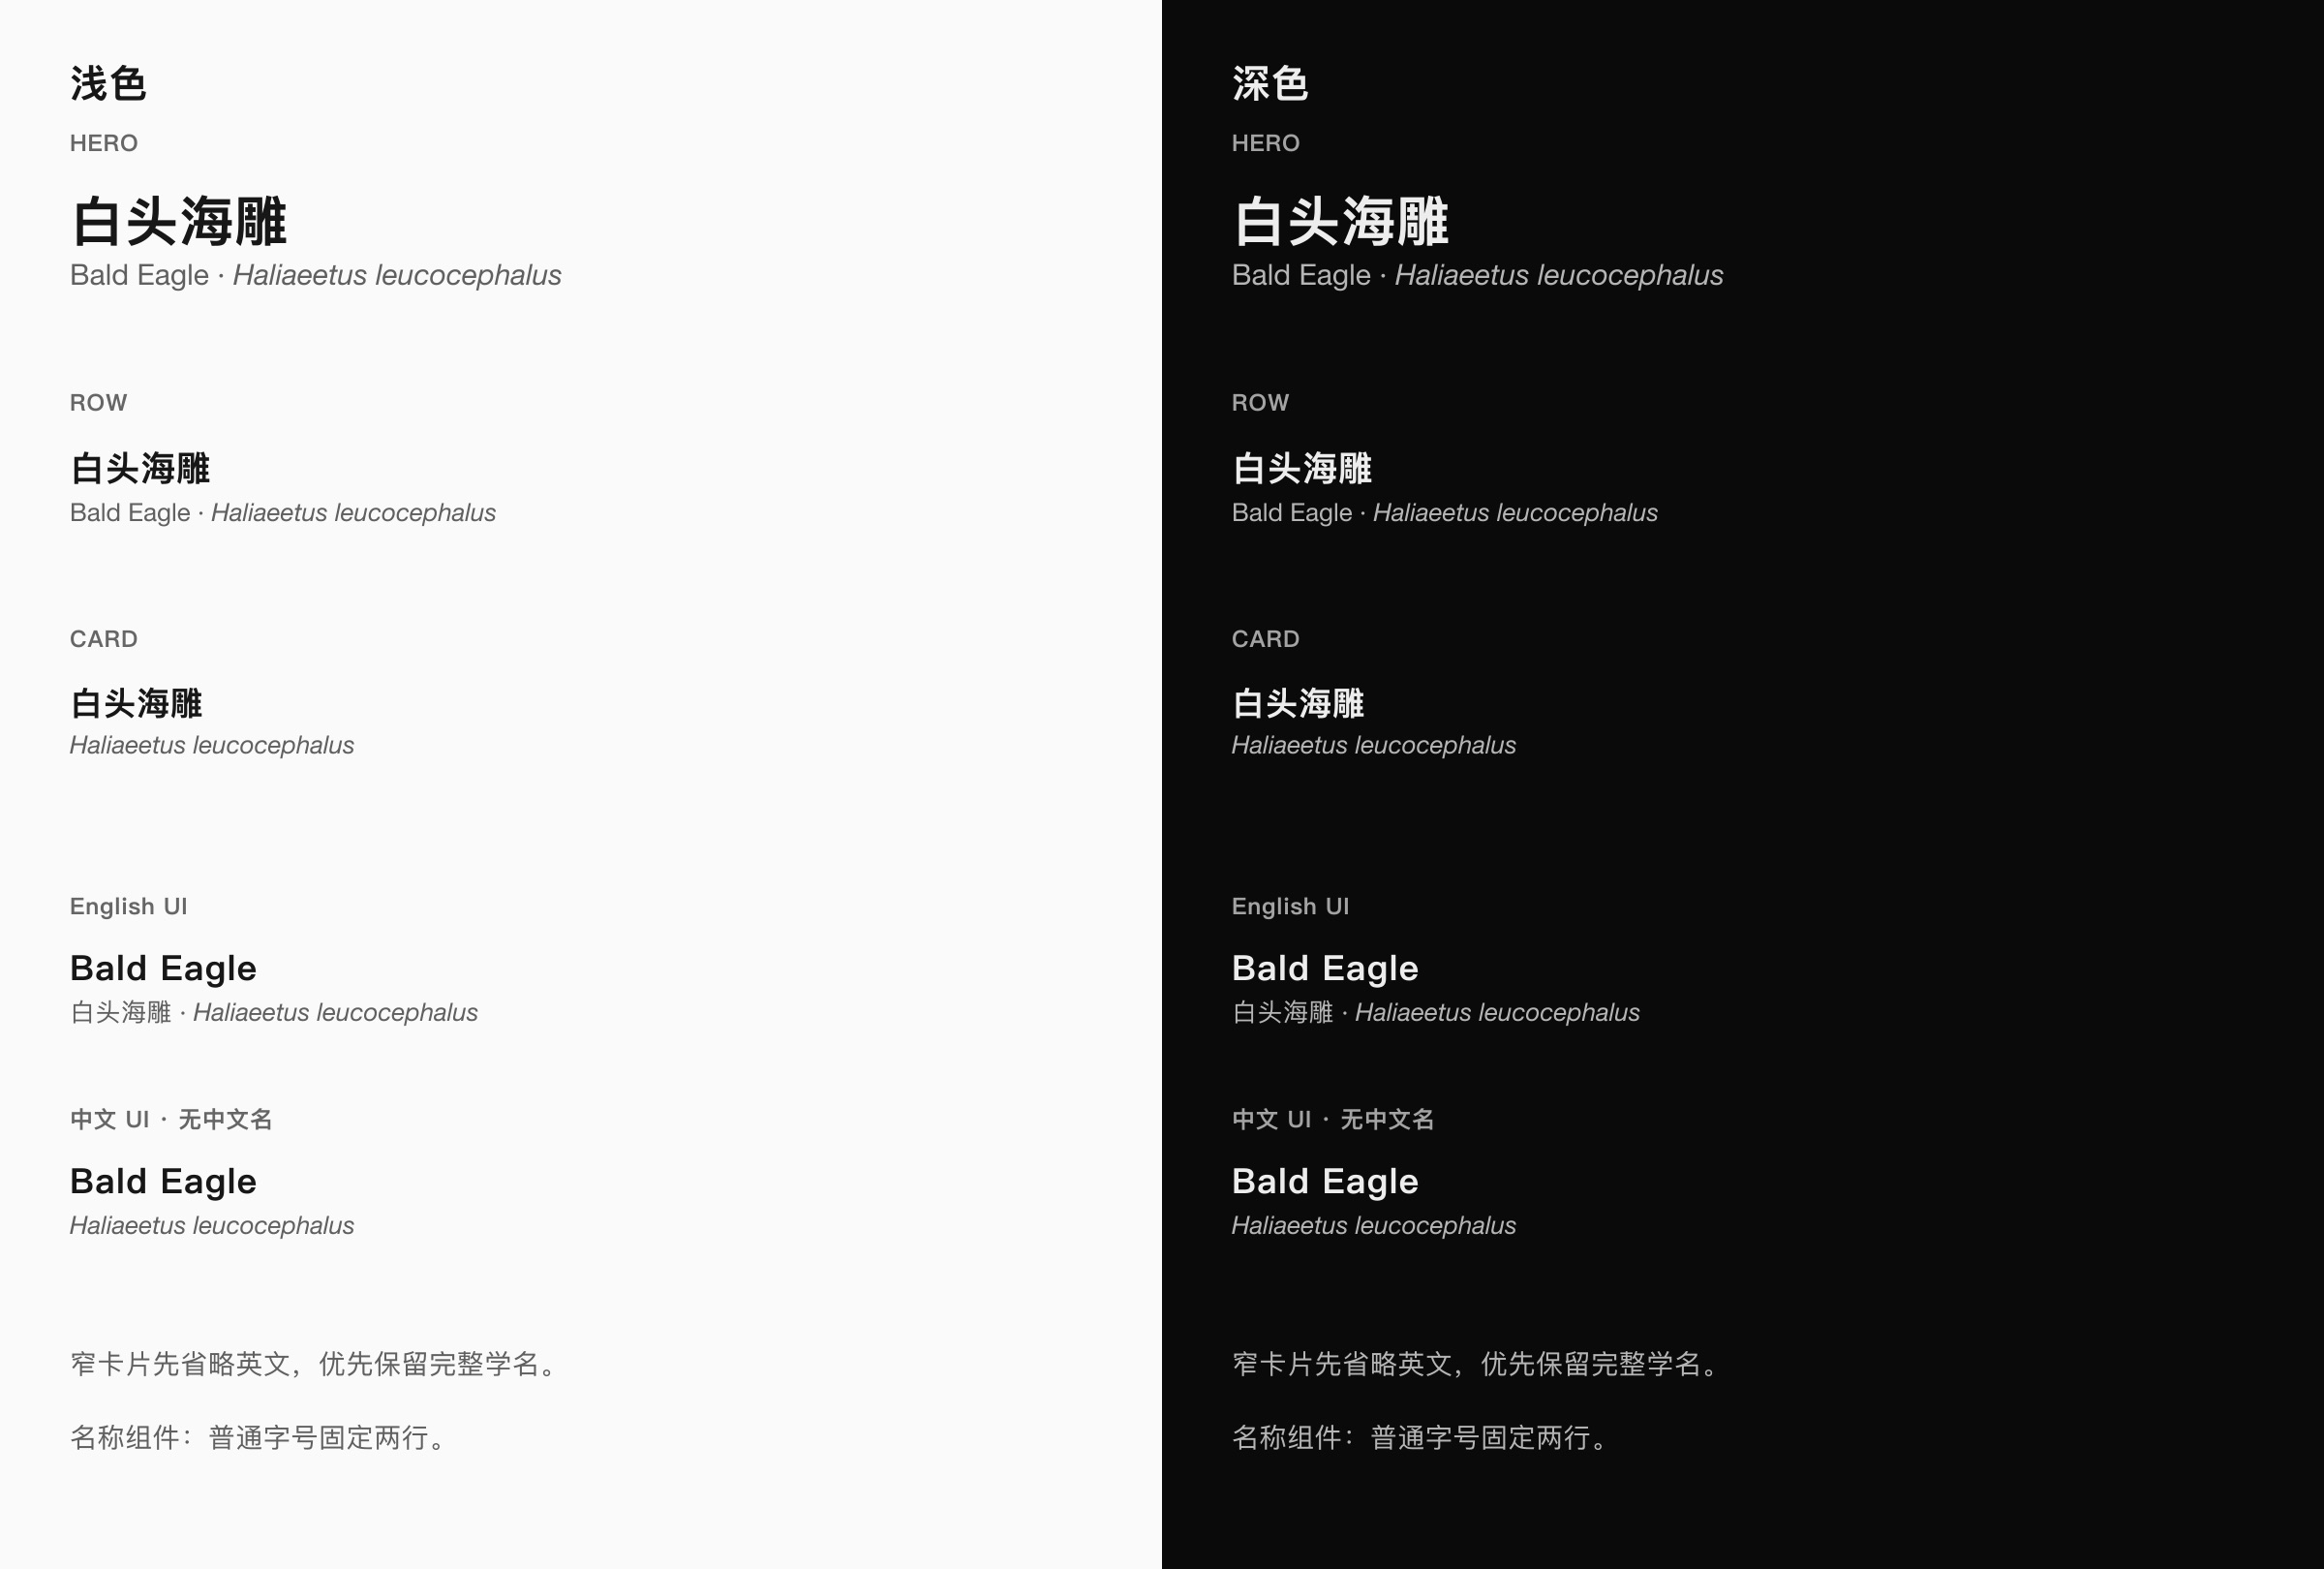 浅色
HERO
白头海雕
Bald Eagle · Haliaeetus leucocephalus
ROW
白头海雕
Bald Eagle · Haliaeetus leucocephalus
CARD
白头海雕
Haliaeetus leucocephalus
English UI
Bald Eagle
白头海雕 · Haliaeetus leucocephalus
中文 UI · 无中文名
Bald Eagle
Haliaeetus leucocephalus
窄卡片先省略英文，优先保留完整学名。
名称组件：普通字号固定两行。
深色
HERO
白头海雕
Bald Eagle · Haliaeetus leucocephalus
ROW
白头海雕
Bald Eagle · Haliaeetus leucocephalus
CARD
白头海雕
Haliaeetus leucocephalus
English UI
Bald Eagle
白头海雕 · Haliaeetus leucocephalus
中文 UI · 无中文名
Bald Eagle
Haliaeetus leucocephalus
窄卡片先省略英文，优先保留完整学名。
名称组件：普通字号固定两行。